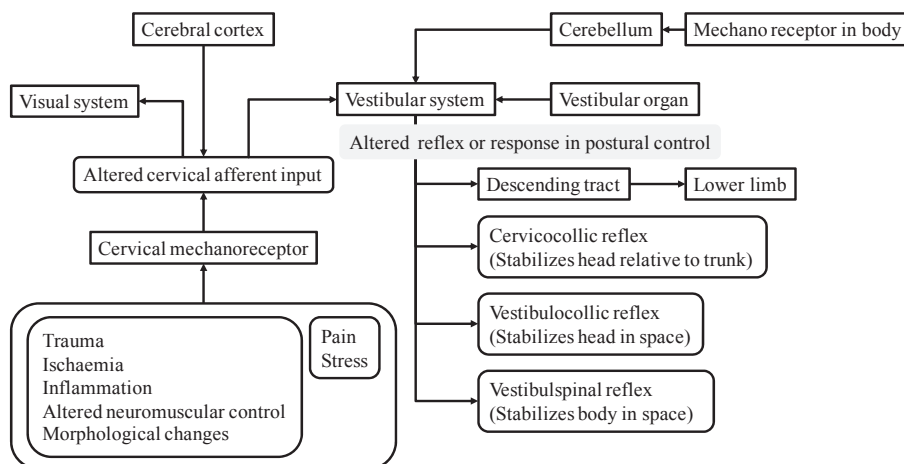 Cerebral cortex
Cerebellum
Mechano receptor in body
Visual system
Vestibular system
Vestibular organ
Altered reflex or response in postural control
Altered cervical afferent input
Descending tract
Lower limb
Cervical mechanoreceptor
Cervicocollic reflex
(Stabilizes head relative to trunk)
Trauma
Ischaemia
Inflammation
Altered neuromuscular control
Morphological changes
Pain
Stress
Vestibulocollic reflex
(Stabilizes head in space)
Vestibulspinal reflex
(Stabilizes body in space)